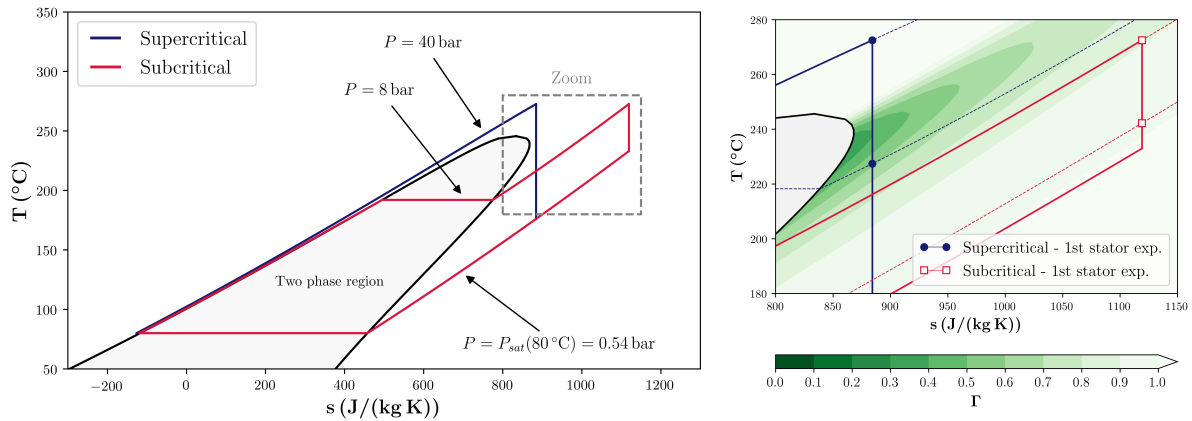 Supercritical
Subcritical
P = 40 bar
P = 8 bar
Zoom
Two phase region
P = Psat(80 °C) = 0.54 bar
350
300
250
200
150
100
50
T (°C)
−200
0
200
400
600
800
1000
1200
s (J/(kg K))
280
260
240
220
200
180
T (°C)
Supercritical - 1st stator exp.
Subcritical - 1st stator exp.
800
850
900
950
1000
1050
1100
1150
s (J/(kg K))
0.0
0.1
0.2
0.3
0.4
0.5
0.6
0.7
0.8
0.9
1.0
Γ